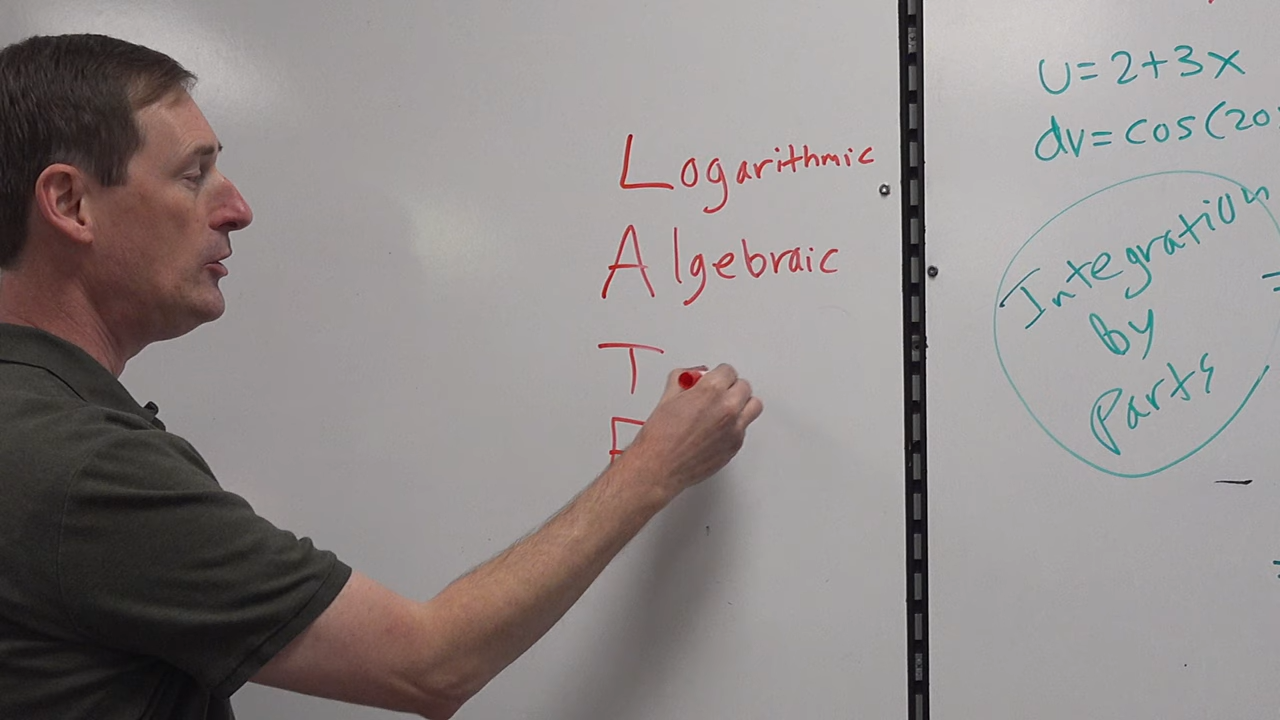 Logarithmic
Algebraic
T
E
U=2+3x
dv=cos(20
Integration
by
Parts